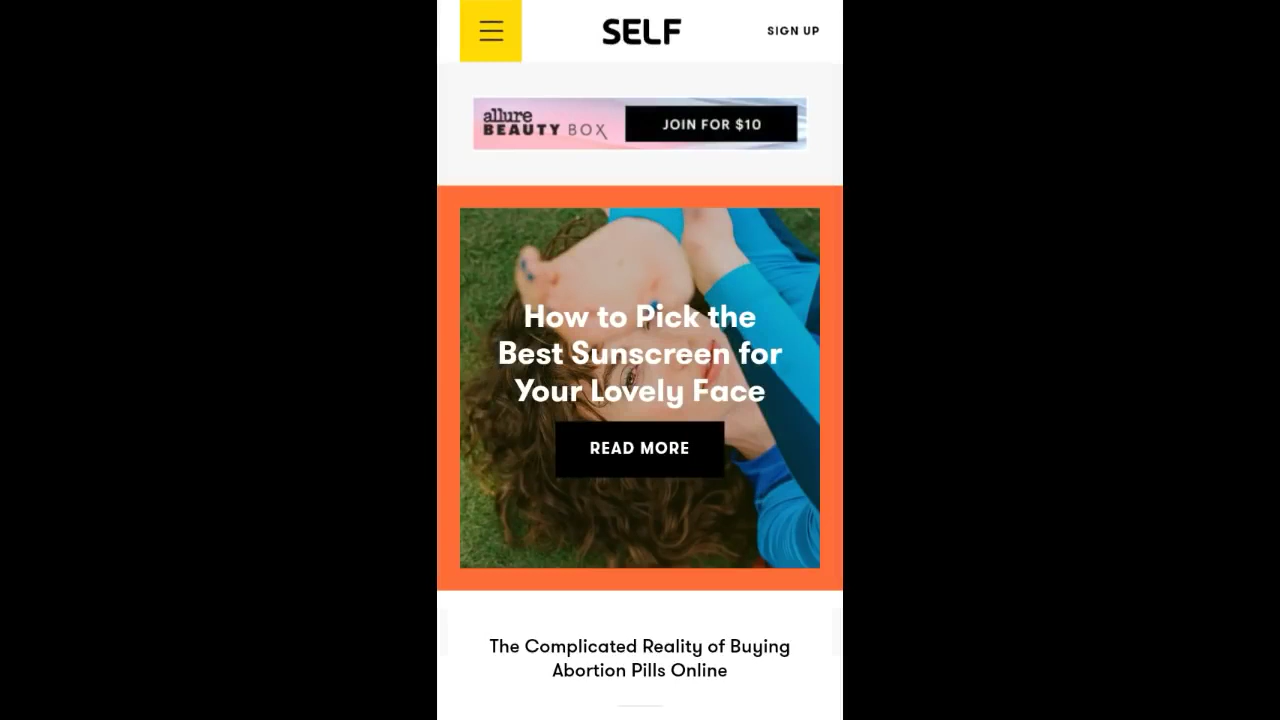 SELF
SIGN UP
allure
BEAUTY BOX
JOIN FOR $10
How to Pick the
Best Sunscreen for
Your Lovely Face
READ MORE
The Complicated Reality of Buying
Abortion Pills Online